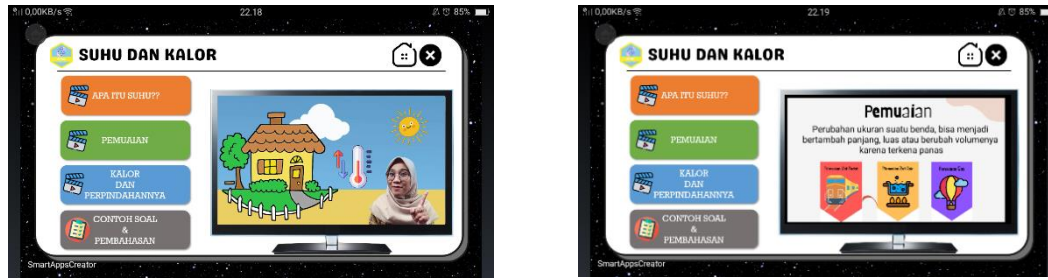 0,00KB/s
22.18
85%
SUHU DAN KALOR
APA ITU SUHU??
PEMUAIAN
KALOR
DAN
PERPINDAHANNYA
CONTOH SOAL
&
PEMBAHASAN
SmartAppsCreator
0,00KB/s
22.19
85%
SUHU DAN KALOR
APA ITU SUHU??
PEMUAIAN
KALOR
DAN
PERPINDAHANNYA
CONTOH SOAL
&
PEMBAHASAN
Pemuaian
Perubahan ukuran suatu benda, bisa menjadi
bertambah panjang, luas atau berubah volumenya
karena terkena panas
SmartAppsCreator